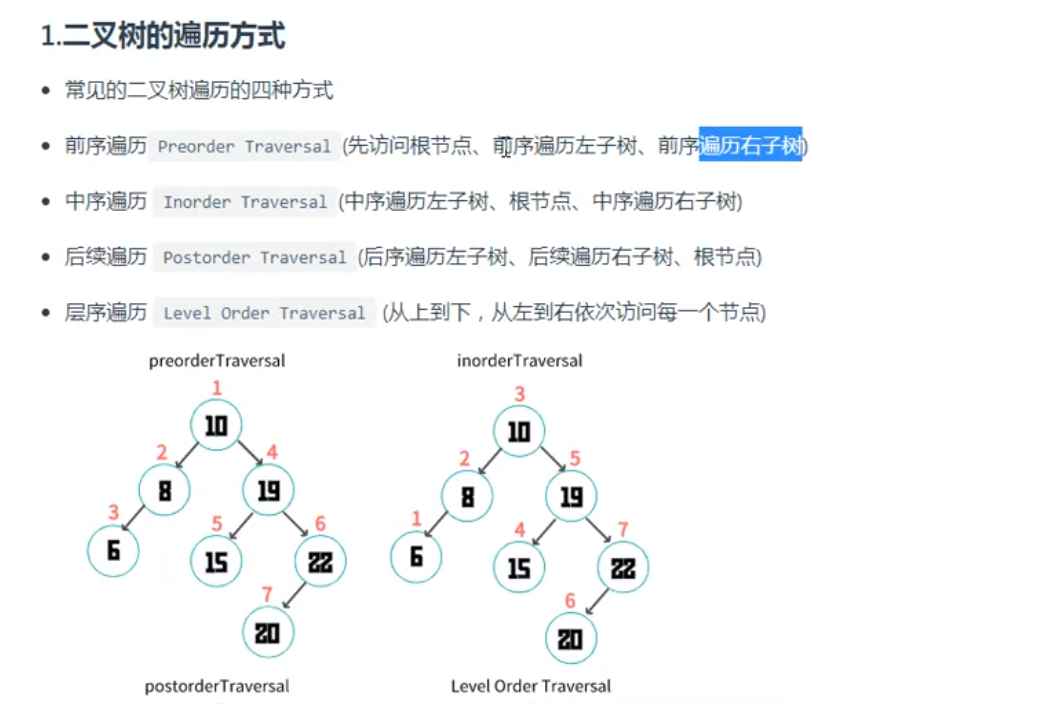 1.二叉树的遍历方式
常见的二叉树遍历的四种方式
前序遍历 Preorder Traversal (先访问根节点、前序遍历左子树、前序遍历右子树)
中序遍历 Inorder Traversal (中序遍历左子树、根节点、中序遍历右子树)
后续遍历 Postorder Traversal (后序遍历左子树、后续遍历右子树、根节点)
层序遍历 Level Order Traversal (从上到下，从左到右依次访问每一个节点)
preorderTraversal
1
10
2 4
8 19
3 5 6
6 15 22
7
20
inorderTraversal
3
10
2 5
8 19
1 4 7
6 15 22
6
20
postorderTraversal
Level Order Traversal